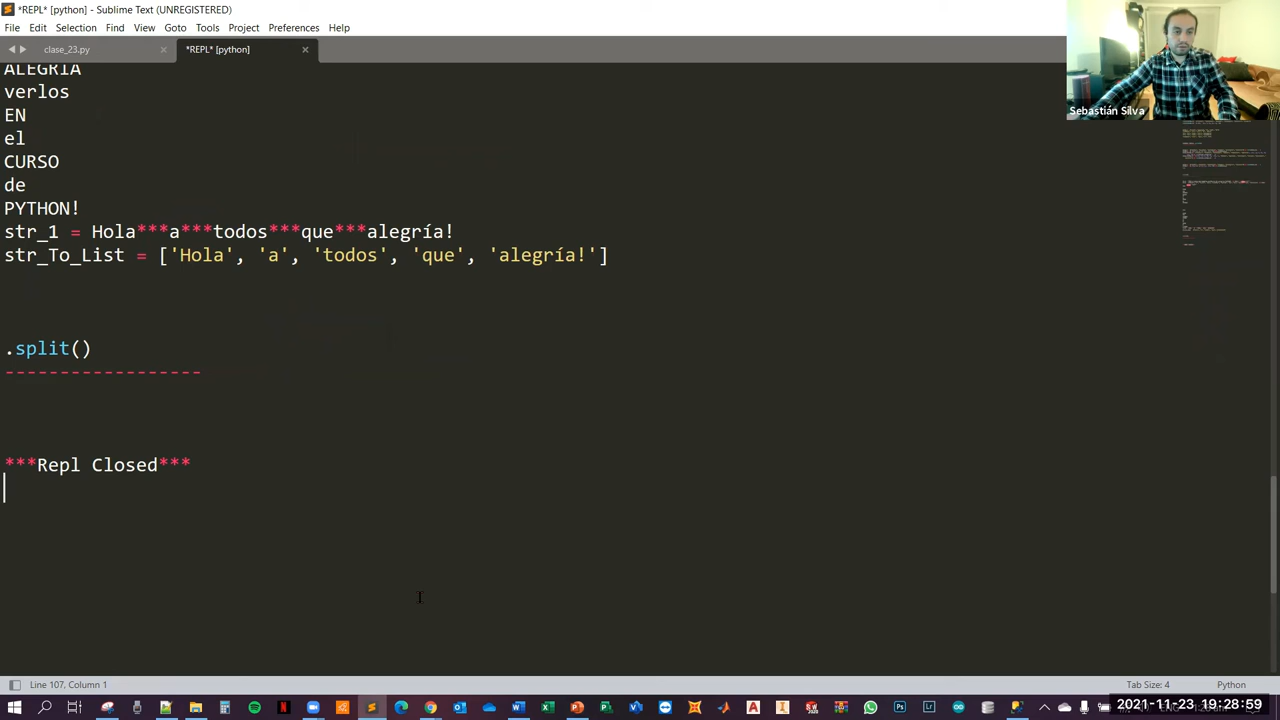 *REPL* [python] - Sublime Text (UNREGISTERED)
File Edit Selection Find View Goto Tools Project Preferences Help
clase_23.py
*REPL* [python]
ALEGRÍA
verlos
EN
el
CURSO
de
PYTHON!
str_1 = Hola***a***todos***que***alegría!
str_To_List = ['Hola', 'a', 'todos', 'que', 'alegría!']
.split()
------------------
***Repl Closed***
Sebastián Silva
Line 107, Column 1
Tab Size: 4
Python
2021-11-23 19:28:59